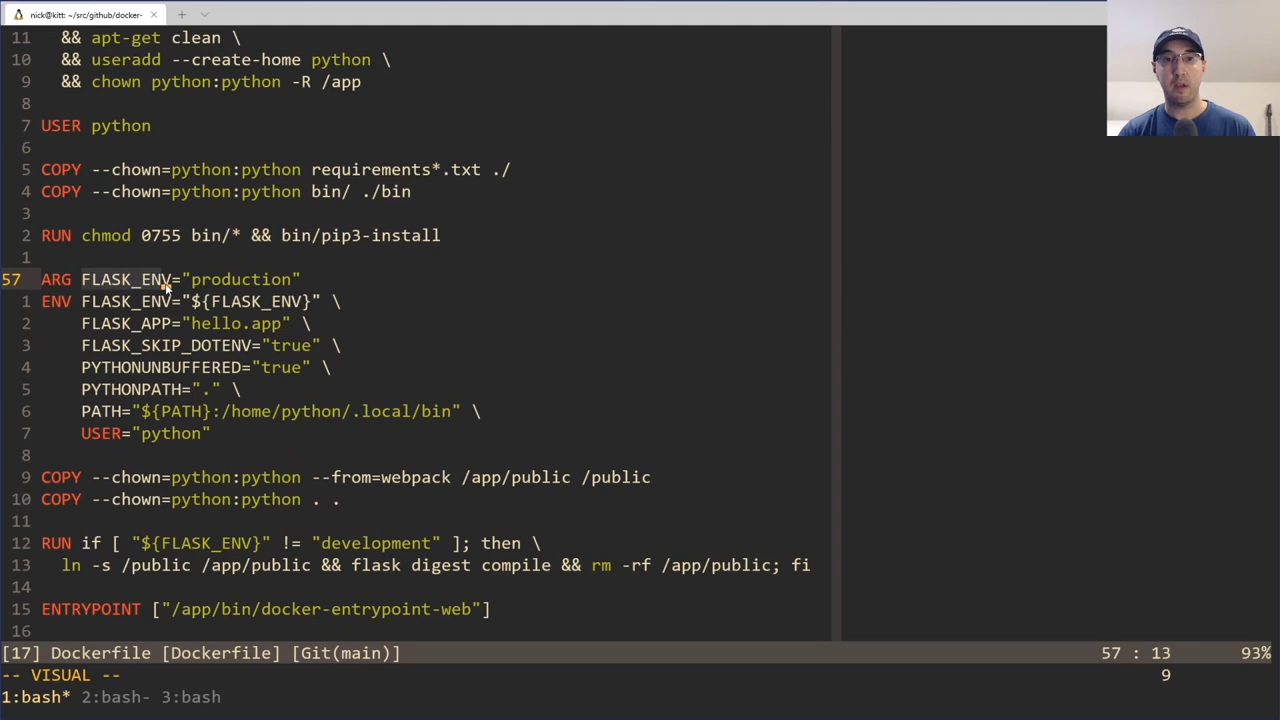 nick@kitt: ~/src/github/docker-
11 && apt-get clean \
10 && useradd --create-home python \
9 && chown python:python -R /app
8
7 USER python
6
5 COPY --chown=python:python requirements*.txt ./
4 COPY --chown=python:python bin/ ./bin
3
2 RUN chmod 0755 bin/* && bin/pip3-install
1
57 ARG FLASK_ENV="production"
1 ENV FLASK_ENV="${FLASK_ENV}" \
2 FLASK_APP="hello.app" \
3 FLASK_SKIP_DOTENV="true" \
4 PYTHONUNBUFFERED="true" \
5 PYTHONPATH="." \
6 PATH="${PATH}:/home/python/.local/bin" \
7 USER="python"
8
9 COPY --chown=python:python --from=webpack /app/public /public
10 COPY --chown=python:python . .
11
12 RUN if [ "${FLASK_ENV}" != "development" ]; then \
13 ln -s /public /app/public && flask digest compile && rm -rf /app/public; fi
14
15 ENTRYPOINT ["/app/bin/docker-entrypoint-web"]
16
[17] Dockerfile [Dockerfile] [Git(main)] 57 : 13 93%
-- VISUAL -- 9
1:bash* 2:bash- 3:bash